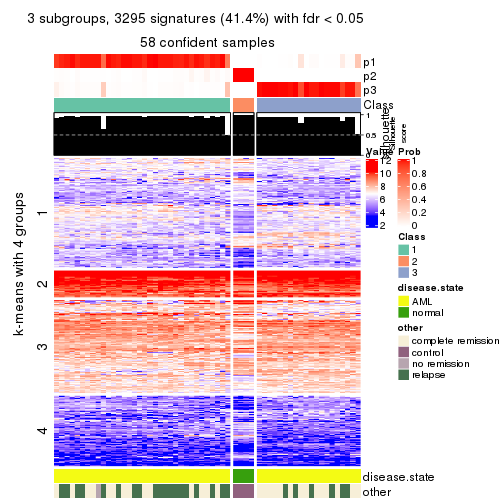 3 subgroups, 3295 signatures (41.4%) with fdr < 0.05
58 confident samples
p1
p2
p3
Class
1
0.5
0
silhouette
Silhouette
score
k-means with 4 groups
1
2
3
4
Value
12
10
8
6
4
2
Prob
1
0.8
0.6
0.4
0.2
0
Class
1
2
3
disease.state
AML
normal
other
complete remission
control
no remission
relapse
disease.state
other